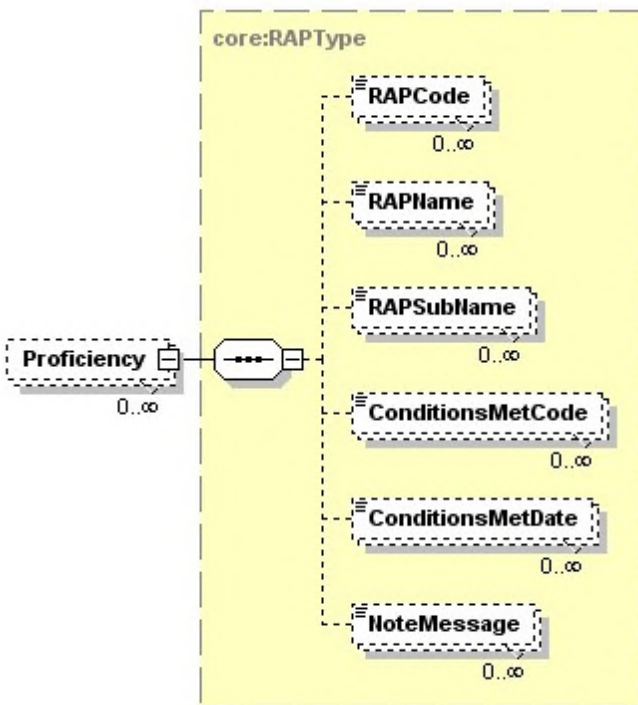 core:RAPType
RAPCode
0..∞
RAPName
0..∞
RAPSubName
0..∞
Proficiency
0..∞
ConditionsMetCode
0..∞
ConditionsMetDate
0..∞
NoteMessage
0..∞